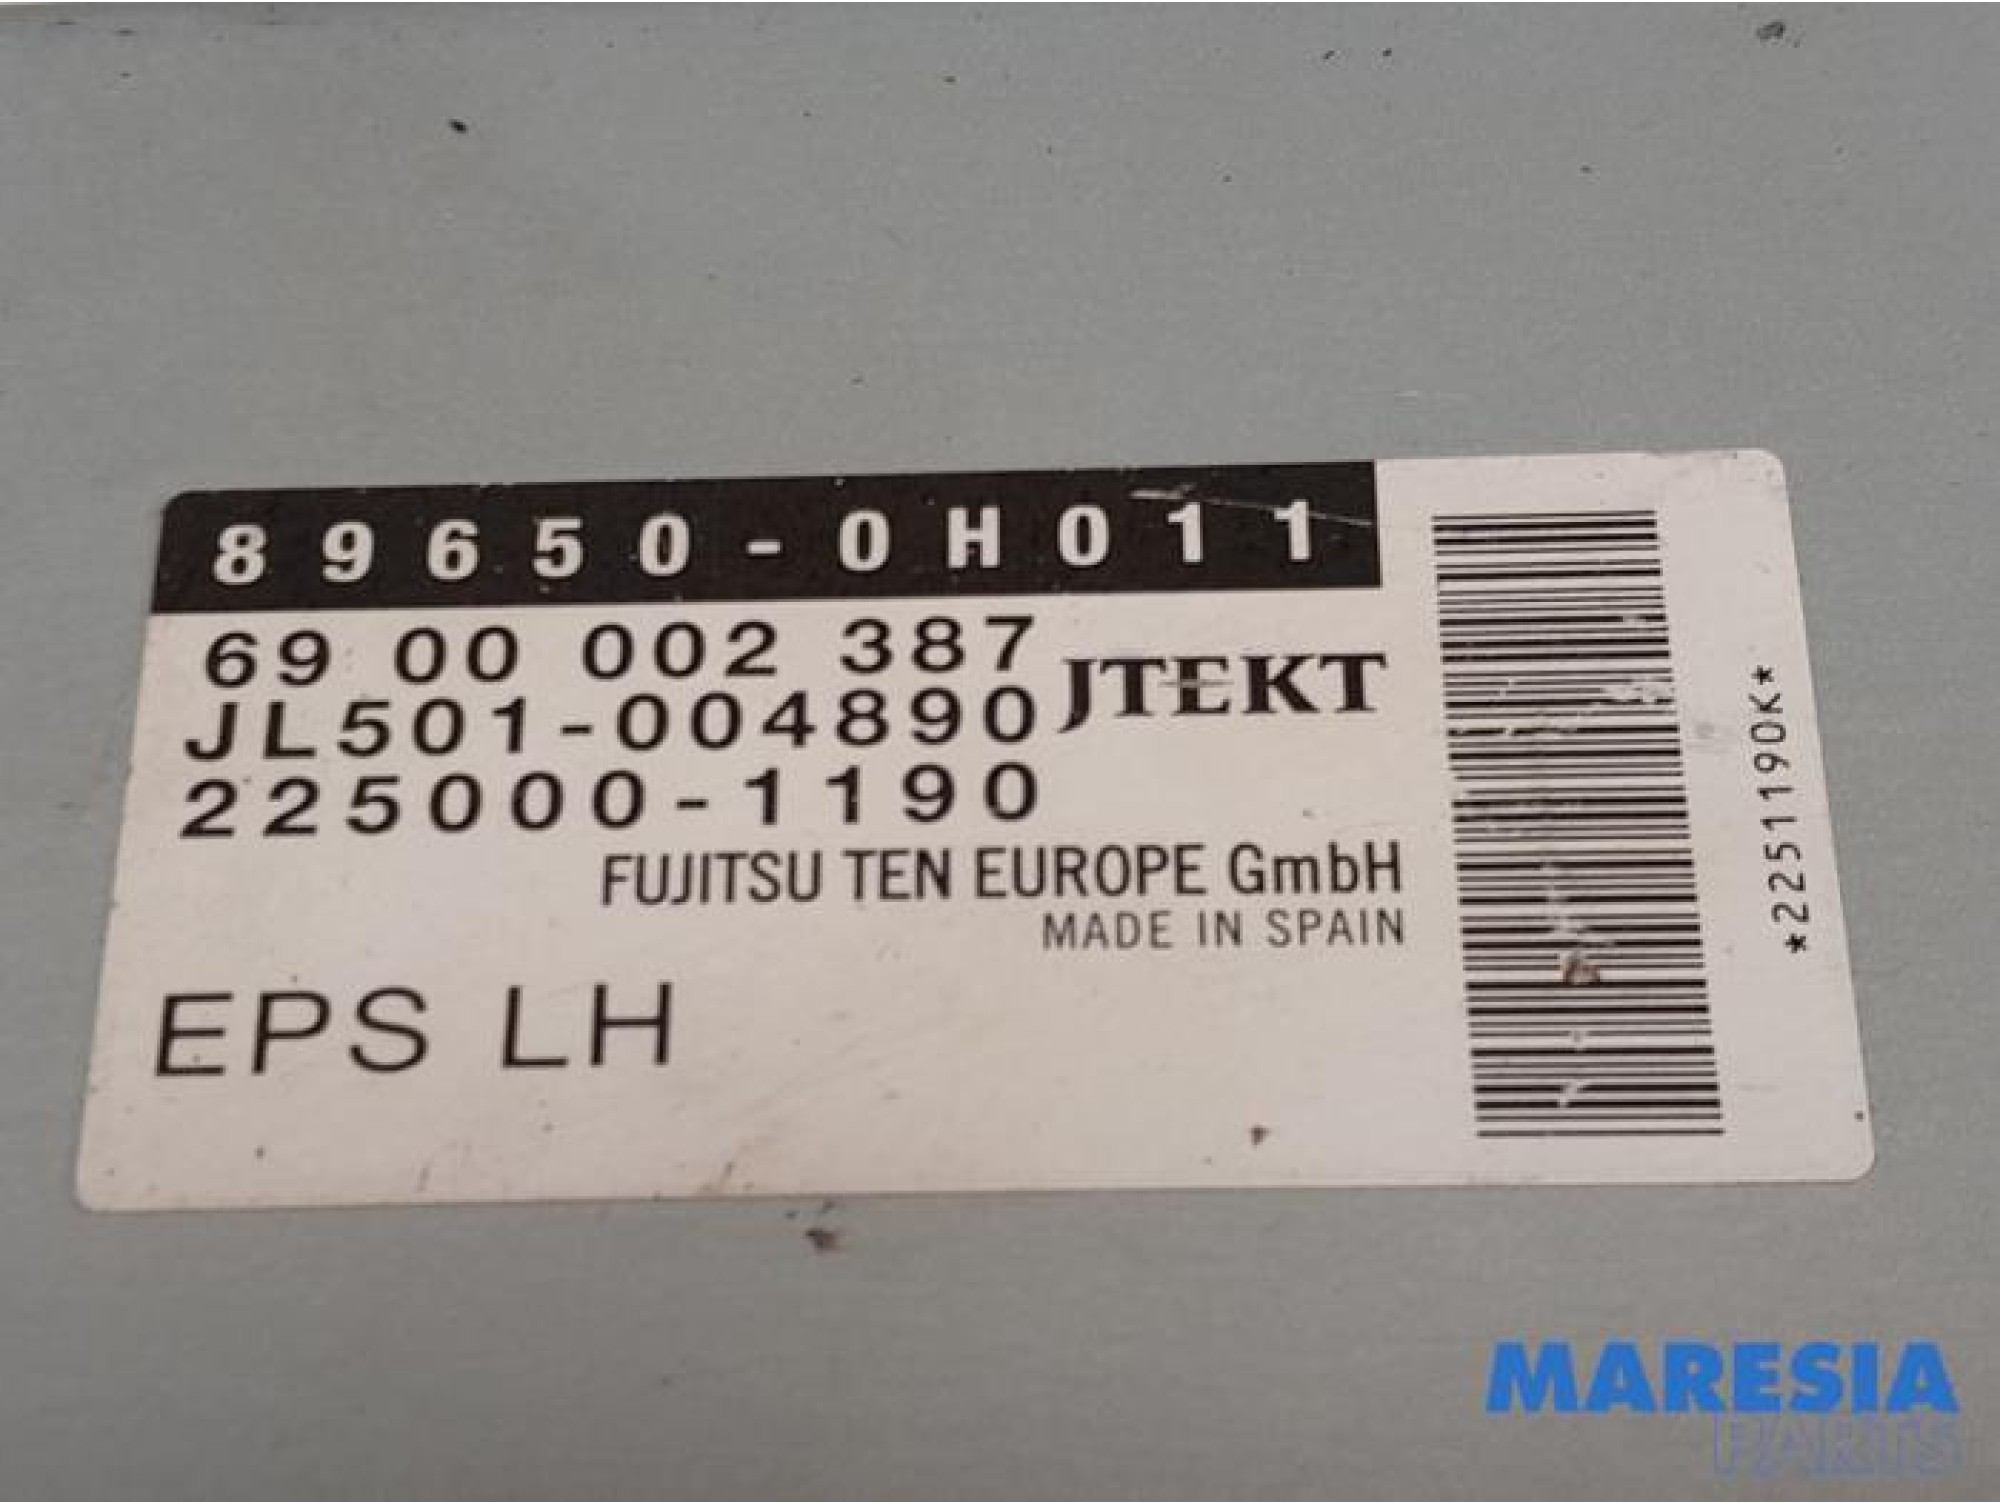 89650-0H011
69 00 002 387
JL501-004890
JTEKT
225000-1190
FUJITSU TEN EUROPE GmbH
MADE IN SPAIN
EPS LH
*2251190K*
MARESIA
PARTS